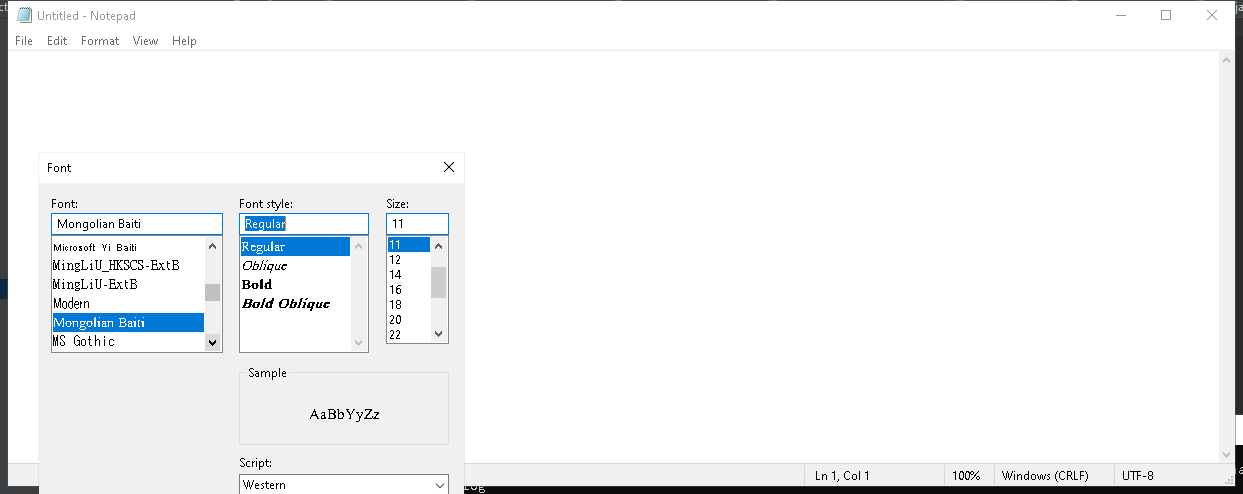 Untitled - Notepad
File Edit Format View Help
Font
Font: Font style: Size:
Mongolian Baiti Regular 11
Microsoft Yi Baiti
MingLiU_HKSCS-ExtB
MingLiU-ExtB
Modern
Mongolian Baiti
MS Gothic
Regular
Oblique
Bold
Bold Oblique
11
12
14
16
18
20
22
Sample
AaBbYyZz
Script:
Western
Ln 1, Col 1 100% Windows (CRLF) UTF-8